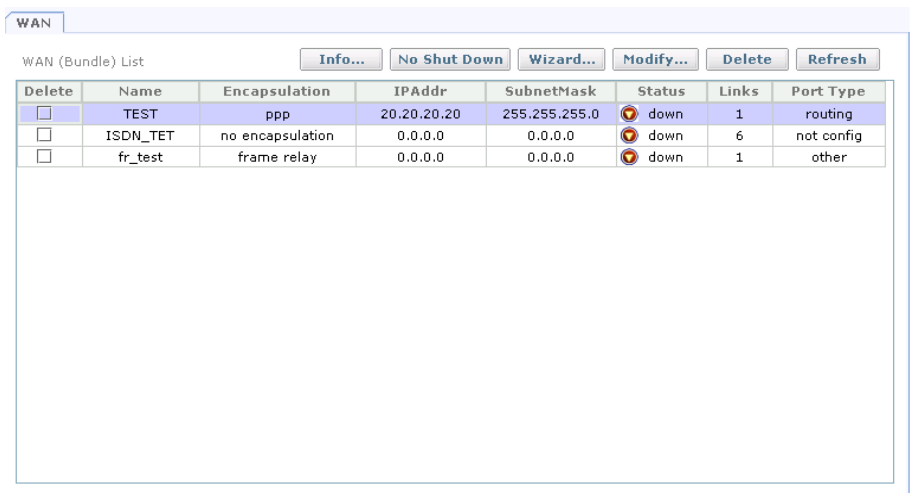 WAN
WAN (Bundle) List Info... No Shut Down Wizard... Modify... Delete Refresh
Delete Name Encapsulation IPAddr SubnetMask Status Links Port Type
TEST ppp 20.20.20.20 255.255.255.0 down 1 routing
ISDN_TET no encapsulation 0.0.0.0 0.0.0.0 down 6 not config
fr_test frame relay 0.0.0.0 0.0.0.0 down 1 other